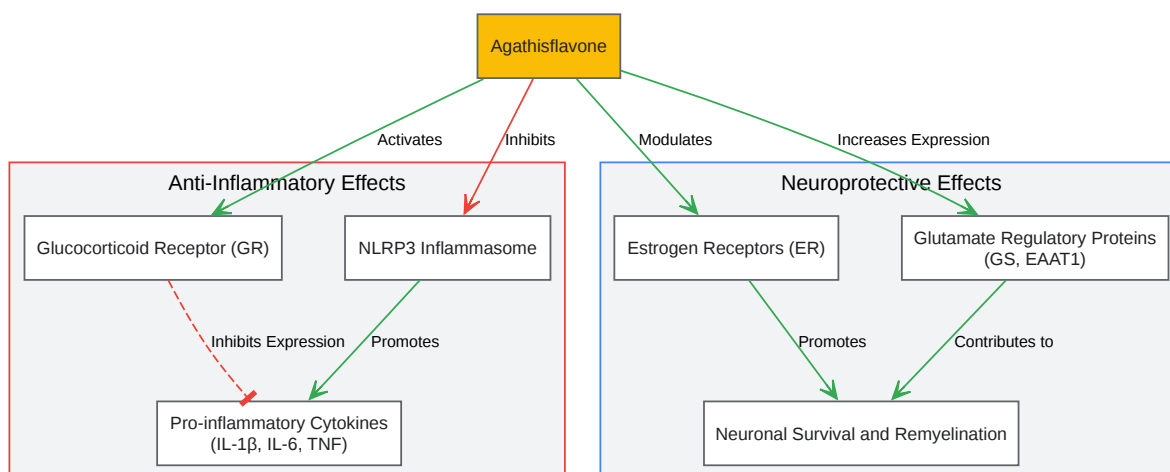 Agathisflavone
Activates
Inhibits
Modulates
Increases Expression
Anti-Inflammatory Effects
Neuroprotective Effects
Glucocorticoid Receptor (GR)
NLRP3 Inflammasome
Estrogen Receptors (ER)
Glutamate Regulatory Proteins
(GS, EAAT1)
Inhibits Expression
Promotes
Promotes
Contributes to
Pro-inflammatory Cytokines
(IL-1β, IL-6, TNF)
Neuronal Survival and Remyelination